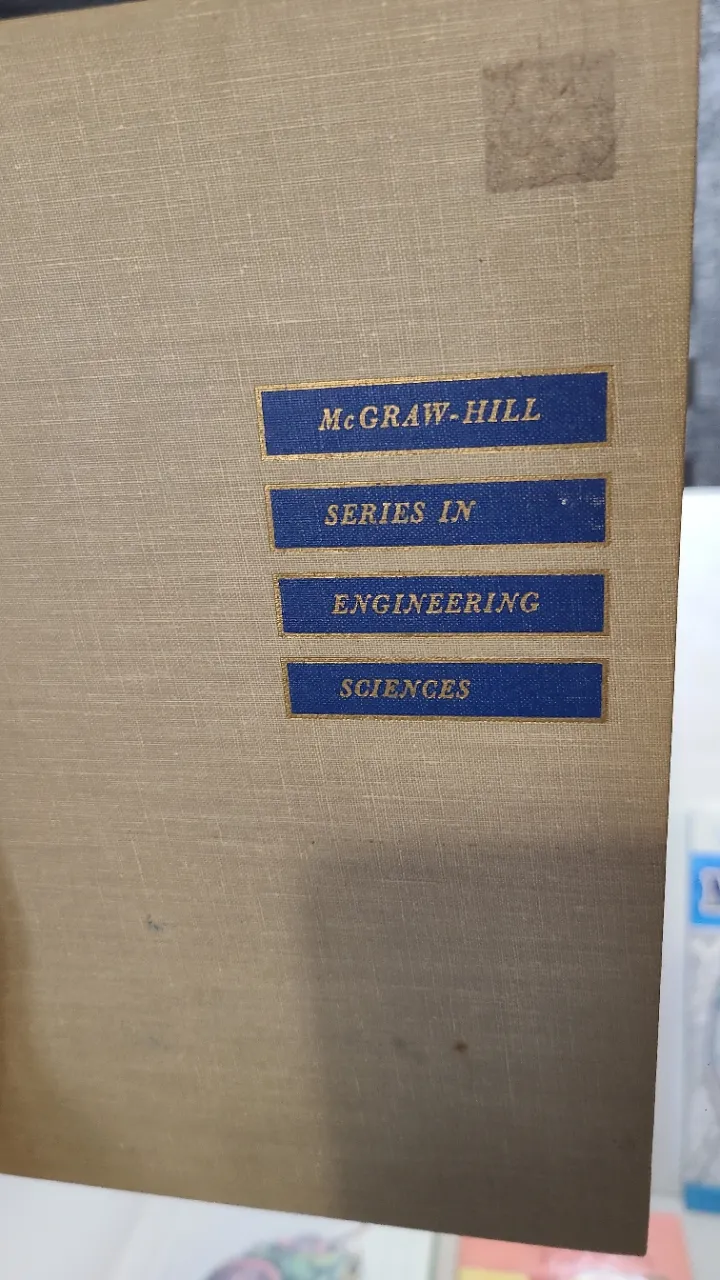 McGRAW-HILL
SERIES IN
ENGINEERING
SCIENCES